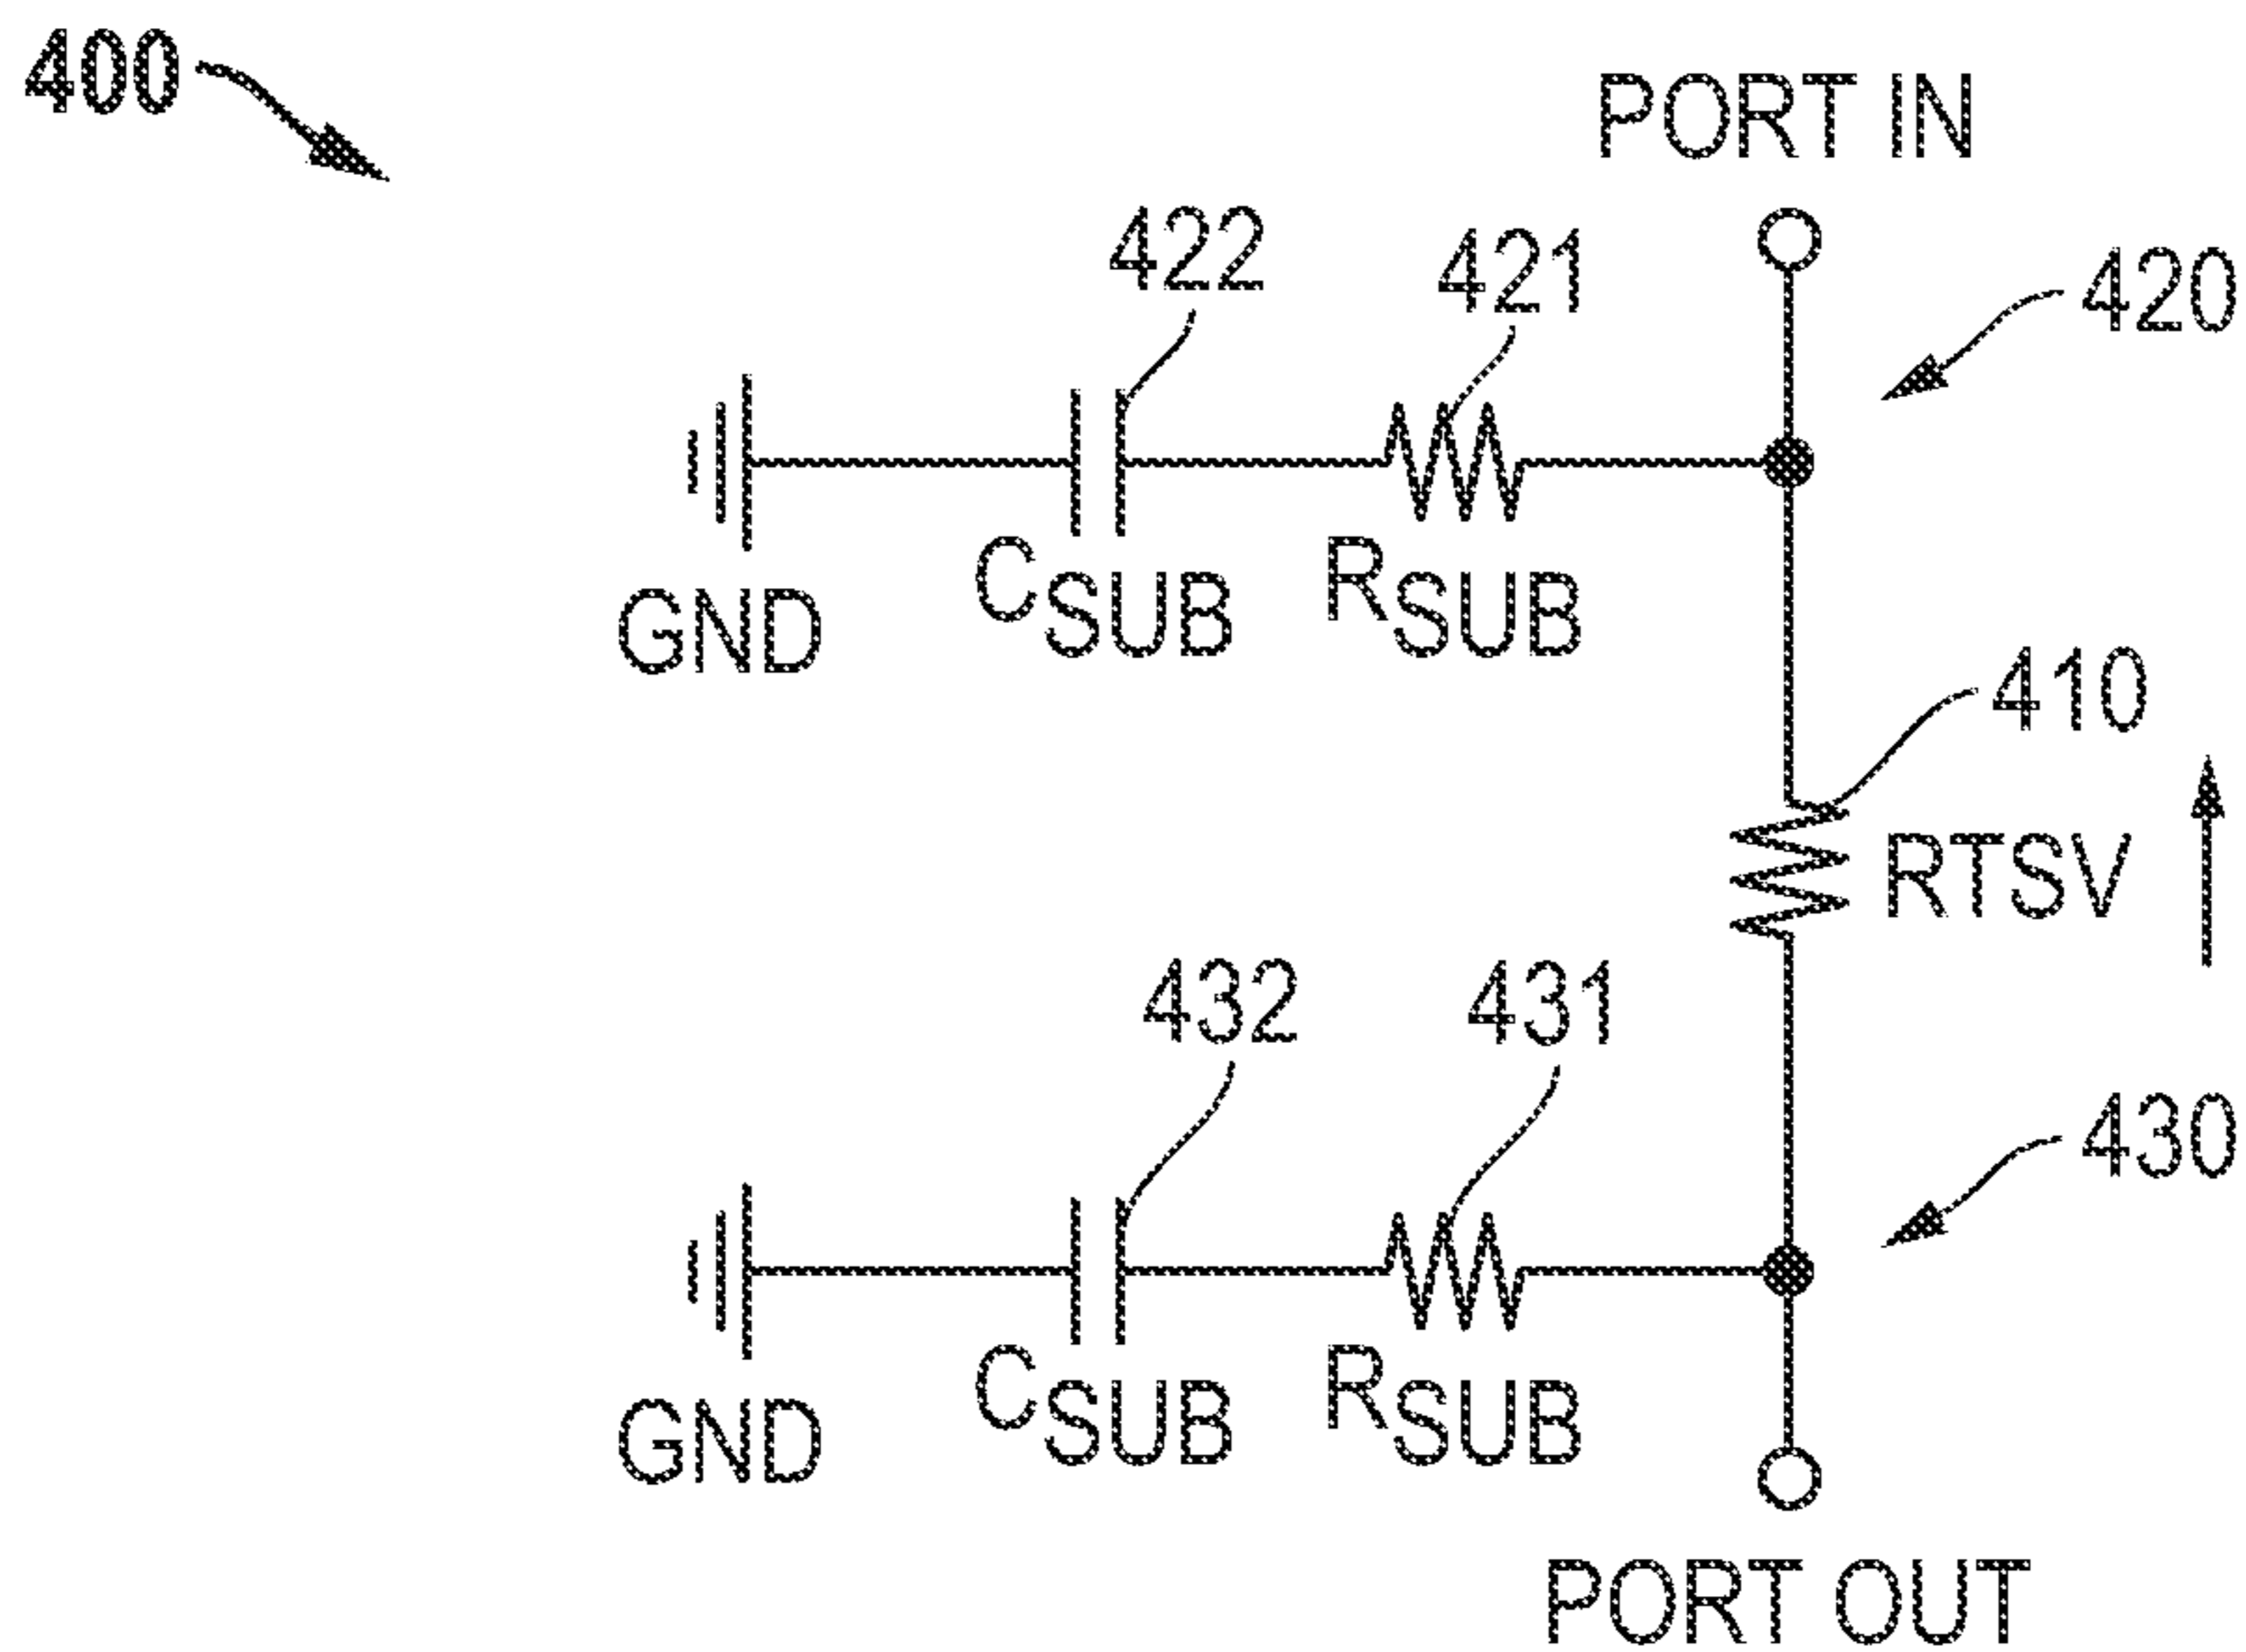 400
PORT IN
422
421
420
GND
CSUB
RSUB
410
RTSV
432
431
430
GND
CSUB
RSUB
PORT OUT